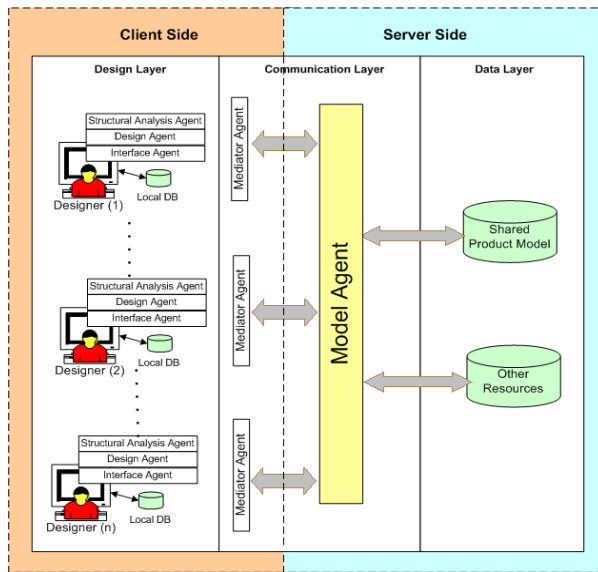 Client Side
Server Side
Design Layer
Communication Layer
Data Layer
Structural Analysis Agent
Design Agent
Interface Agent
Local DB
Designer (1)
Mediator Agent
Structural Analysis Agent
Design Agent
Interface Agent
Local DB
Designer (2)
Mediator Agent
Structural Analysis Agent
Design Agent
Interface Agent
Local DB
Designer (n)
Mediator Agent
Model Agent
Shared
Product Model
Other
Resources